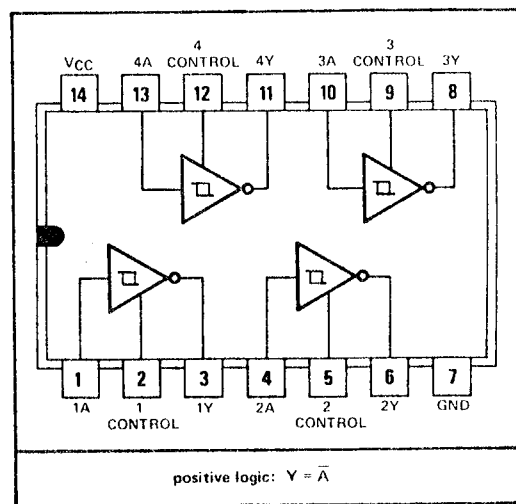 4 3
VCC 4A CONTROL 4Y 3A CONTROL 3Y
14 13 12 11 10 9 8
1 2 3 4 5 6 7
1A 1 1Y 2A 2 2Y GND
CONTROL CONTROL
positive logic: Y = A̅